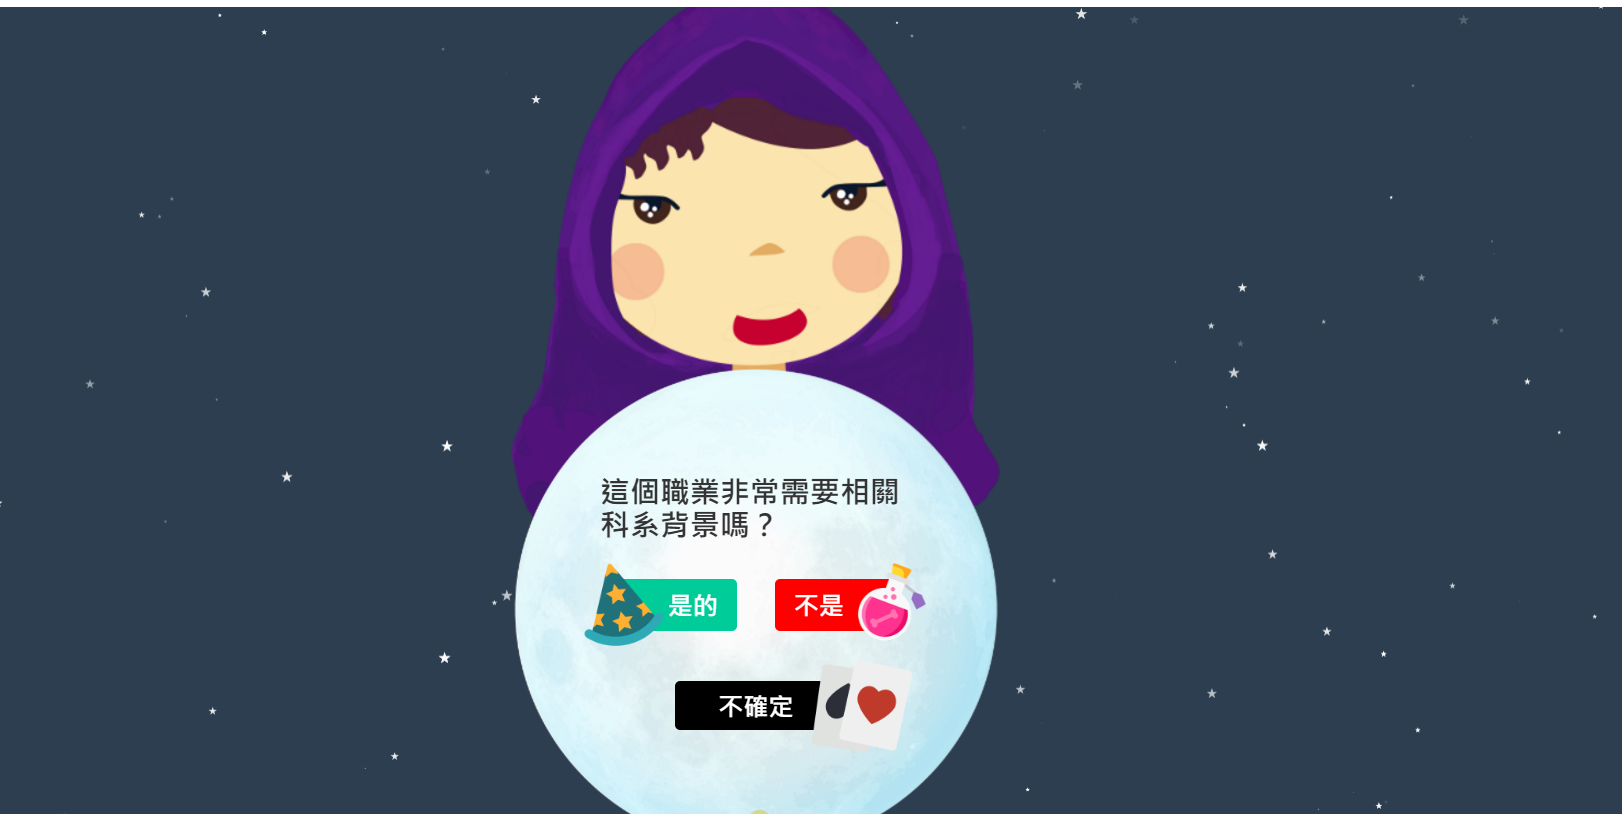 這個職業非常需要相關
科系背景嗎？
是的
不是
不確定